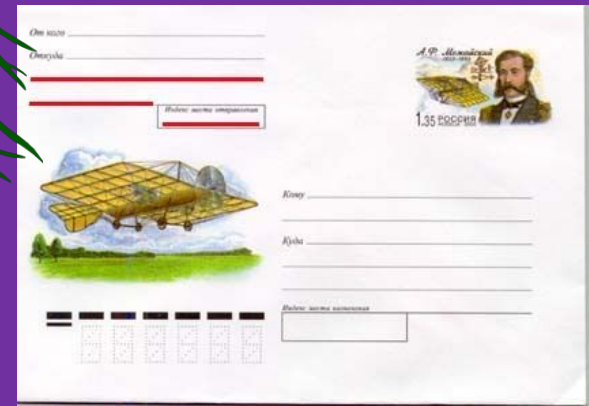 От кого
Откуда
Индекс места отправления
А.Ф. Можайский
1.35 РОССИЯ
Кому
Куда
Индекс места назначения